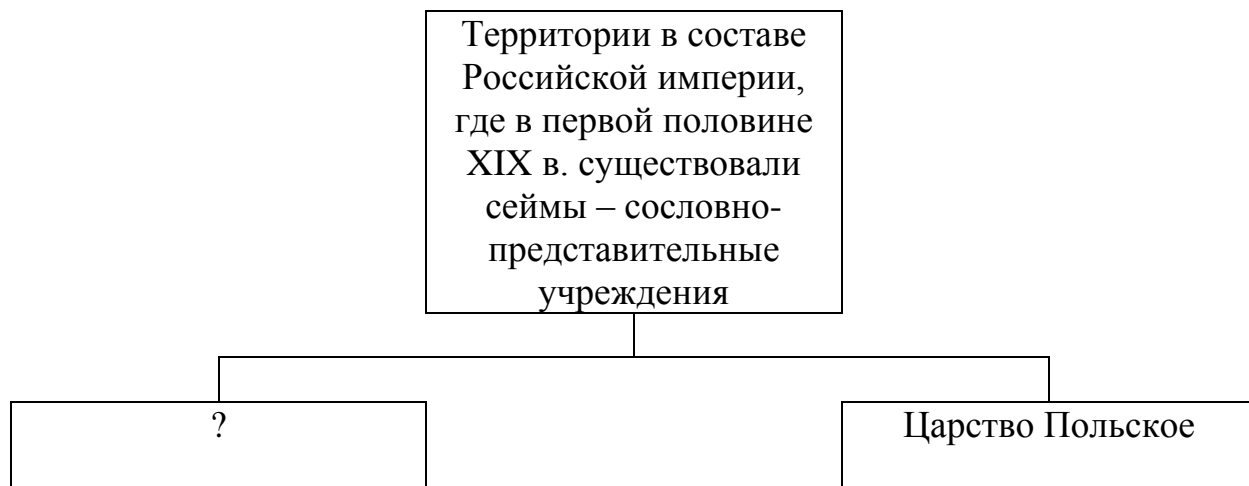 Территории в составе
Российской империи,
где в первой половине
XIX в. существовали
сеймы – сословно-
представительные
учреждения
?
Царство Польское